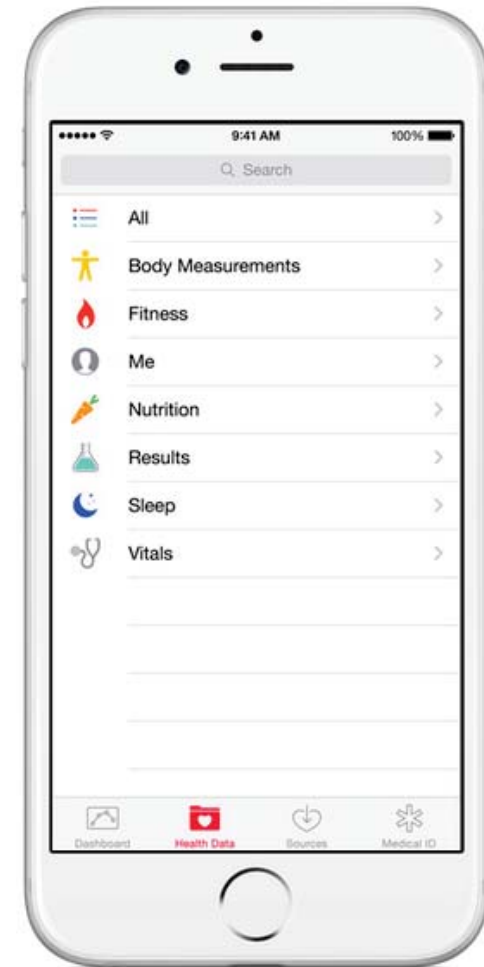 9:41 AM 100%
Search
All
Body Measurements
Fitness
Me
Nutrition
Results
Sleep
Vitals
Dashboard Health Data Sources Medical ID